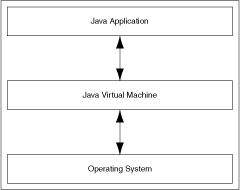 Java Application
Java Virtual Machine
Operating System